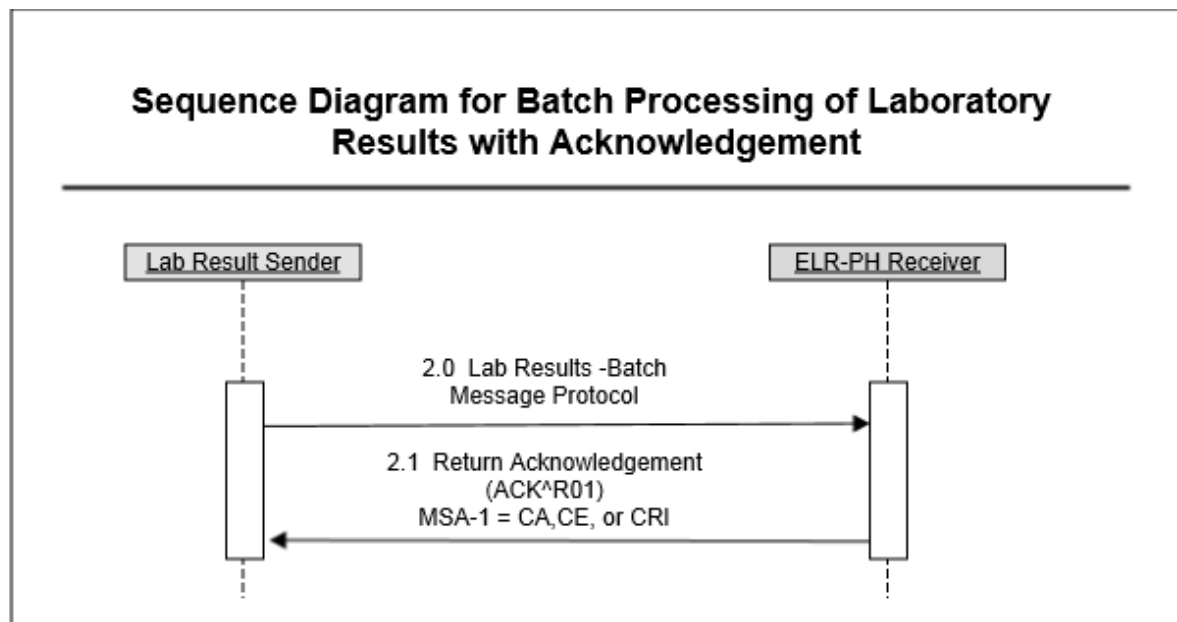 Sequence Diagram for Batch Processing of Laboratory
Results with Acknowledgement
Lab Result Sender
ELR-PH Receiver
2.0 Lab Results -Batch
Message Protocol
2.1 Return Acknowledgement
(ACK^R01)
MSA-1 = CA,CE, or CRI